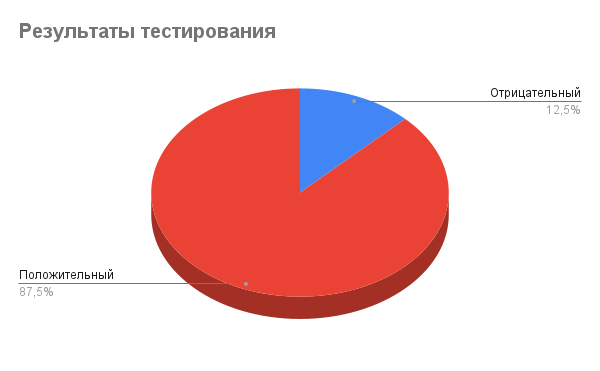 Результаты тестирования
Отрицательный
12,5%
Положительный
87,5%